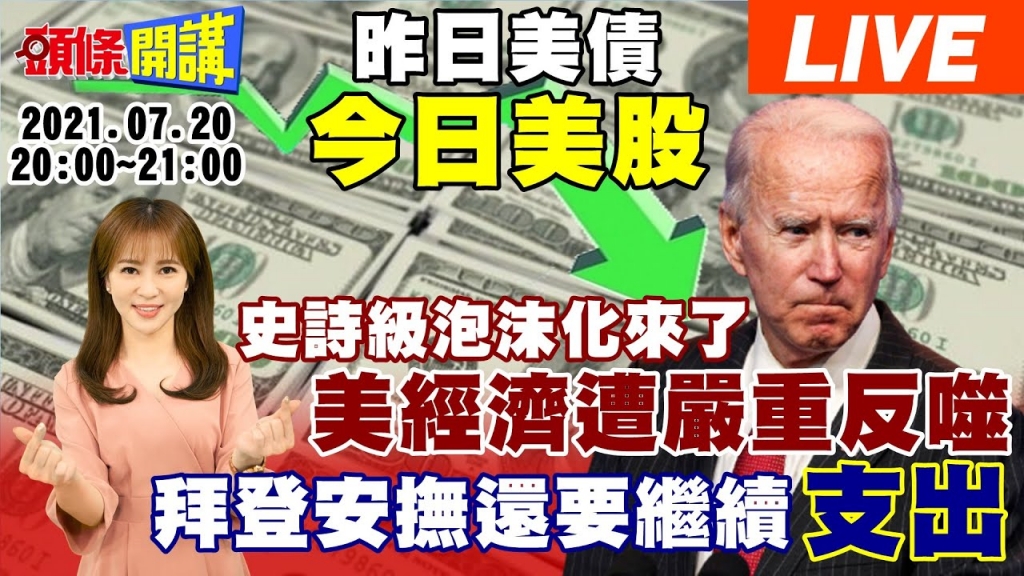 頭條開講
2021.07.20
20:00~21:00
昨日美債
今日美股
LIVE
史詩級泡沫化來了
美經濟遭嚴重反噬
拜登安撫還要繼續支出